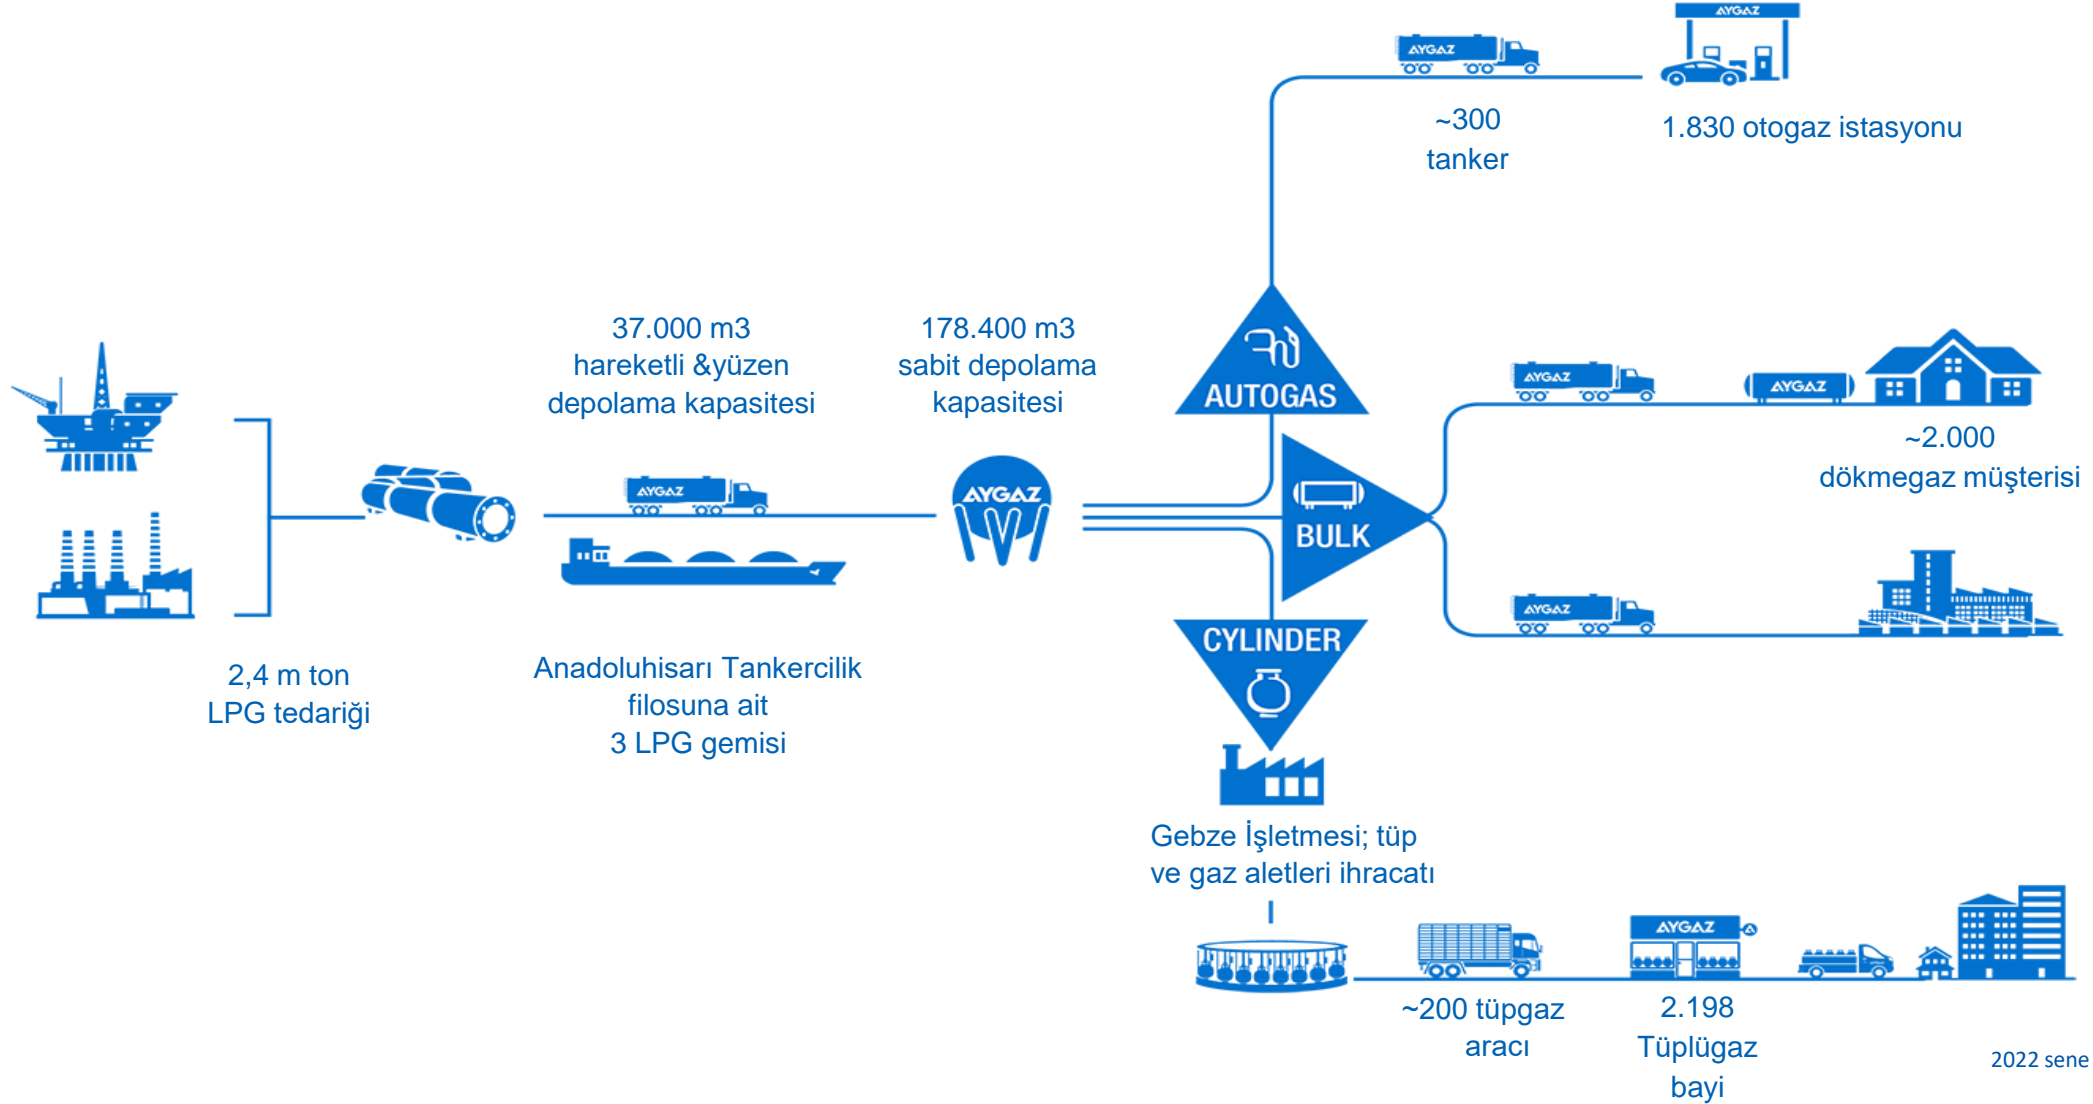 AYGAZ
AYGAZ
~300
tanker
1.830 otogaz istasyonu
37.000 m3
hareketli &yüzen
depolama kapasitesi
178.400 m3
sabit depolama
kapasitesi
AUTOGAS
AYGAZ
AYGAZ
~2.000
dökmegaz müşterisi
AYGAZ
AYGAZ
BULK
AYGAZ
CYLINDER
2,4 m ton
LPG tedariği
Anadoluhisarı Tankercilik
filosuna ait
3 LPG gemisi
Gebze İşletmesi; tüp
ve gaz aletleri ihracatı
AYGAZ
~200 tüpgaz
aracı
2.198
Tüplügaz
bayi
2022 sene